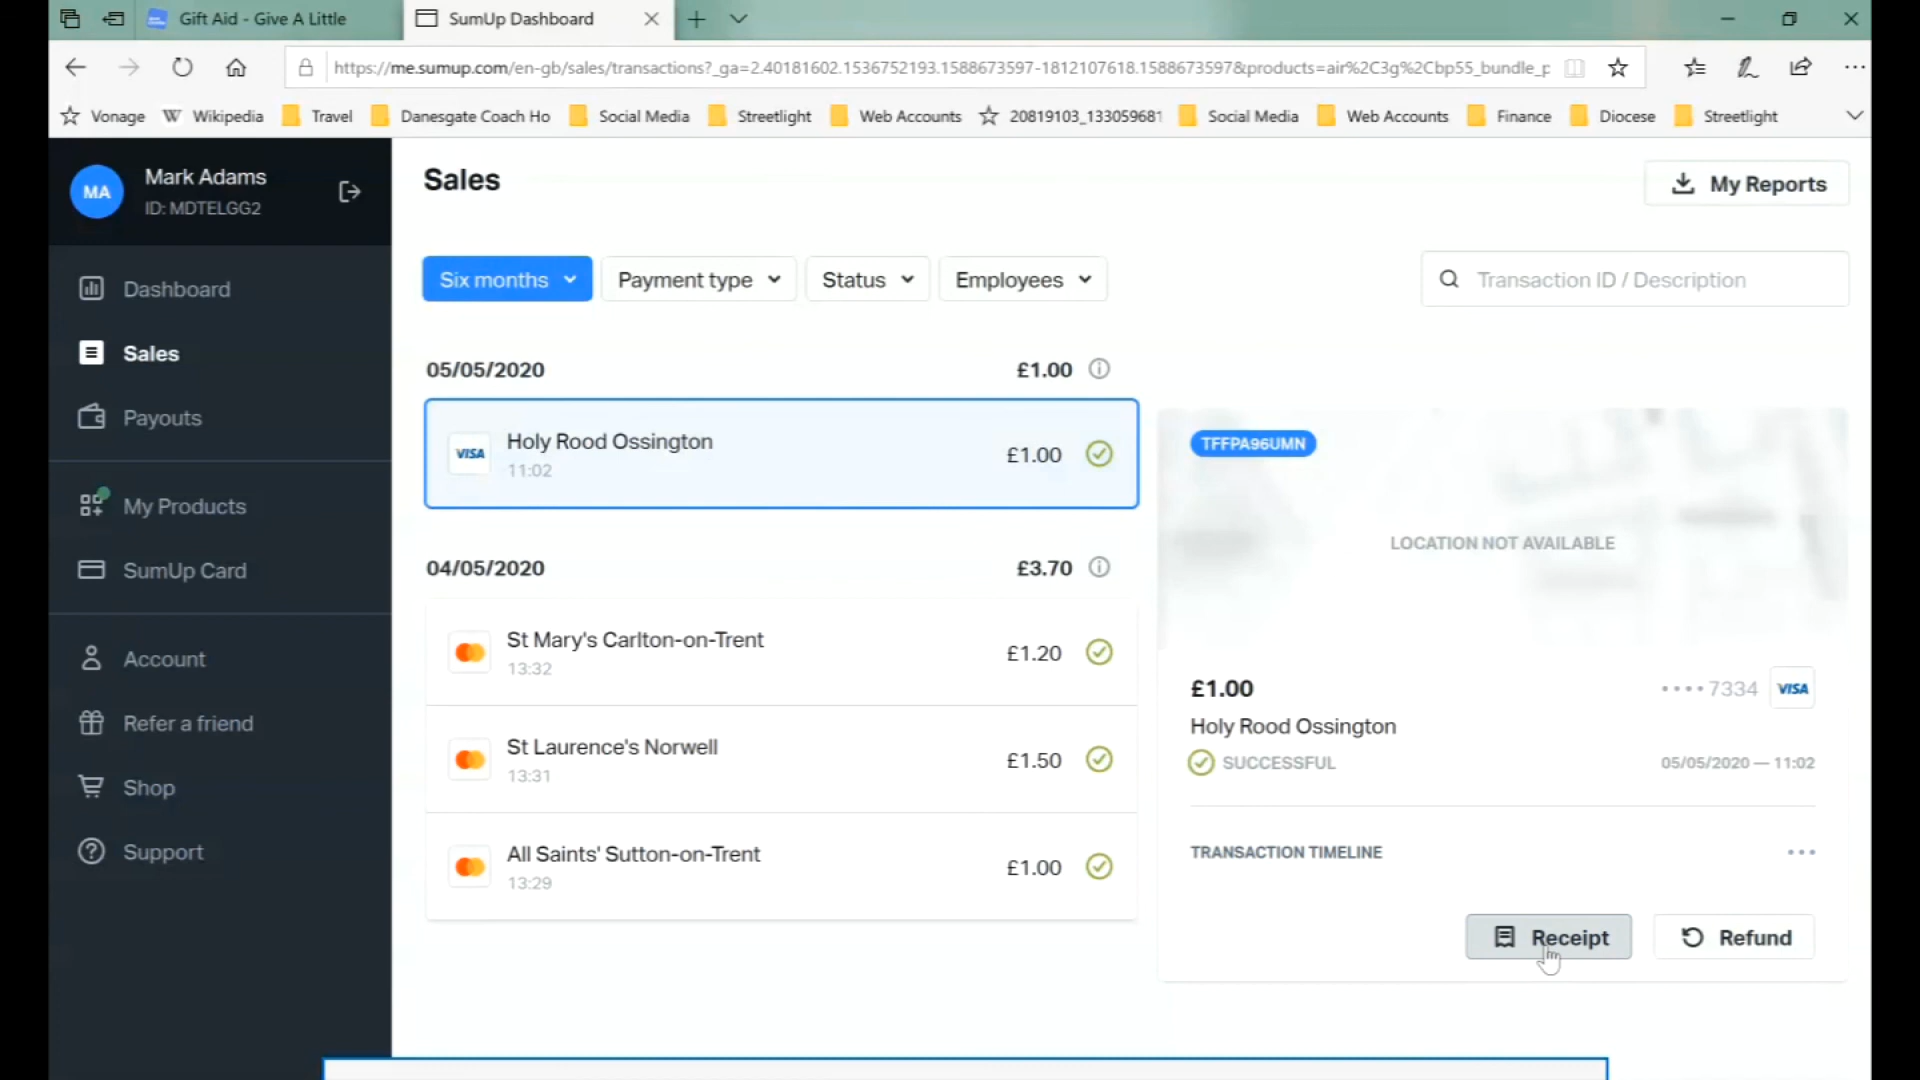 Gift Aid - Give A Little
SumUp Dashboard
https://me.sumup.com/en-gb/sales/transactions?_ga=2.40181602.1536752193.1588673597-1812107618.1588673597&products=air%2C3g%2Cbp55_bundle_p
Vonage
W Wikipedia
Travel
Danesgate Coach Ho
Social Media
Streetlight
Web Accounts
20819103_133059681
Social Media
Web Accounts
Finance
Diocese
Streetlight
MA
Mark Adams
ID: MDTELGG2
Dashboard
Sales
Payouts
My Products
SumUp Card
Account
Refer a friend
Shop
Support
Sales
My Reports
Six months
Payment type
Status
Employees
Transaction ID / Description
05/05/2020 £1.00
VISA Holy Rood Ossington £1.00
11:02
04/05/2020 £3.70
St Mary's Carlton-on-Trent £1.20
13:32
St Laurence's Norwell £1.50
13:31
All Saints' Sutton-on-Trent £1.00
13:29
TFFPA96UMN
LOCATION NOT AVAILABLE
£1.00 •••• 7334 VISA
Holy Rood Ossington
SUCCESSFUL 05/05/2020 — 11:02
TRANSACTION TIMELINE
Receipt
Refund